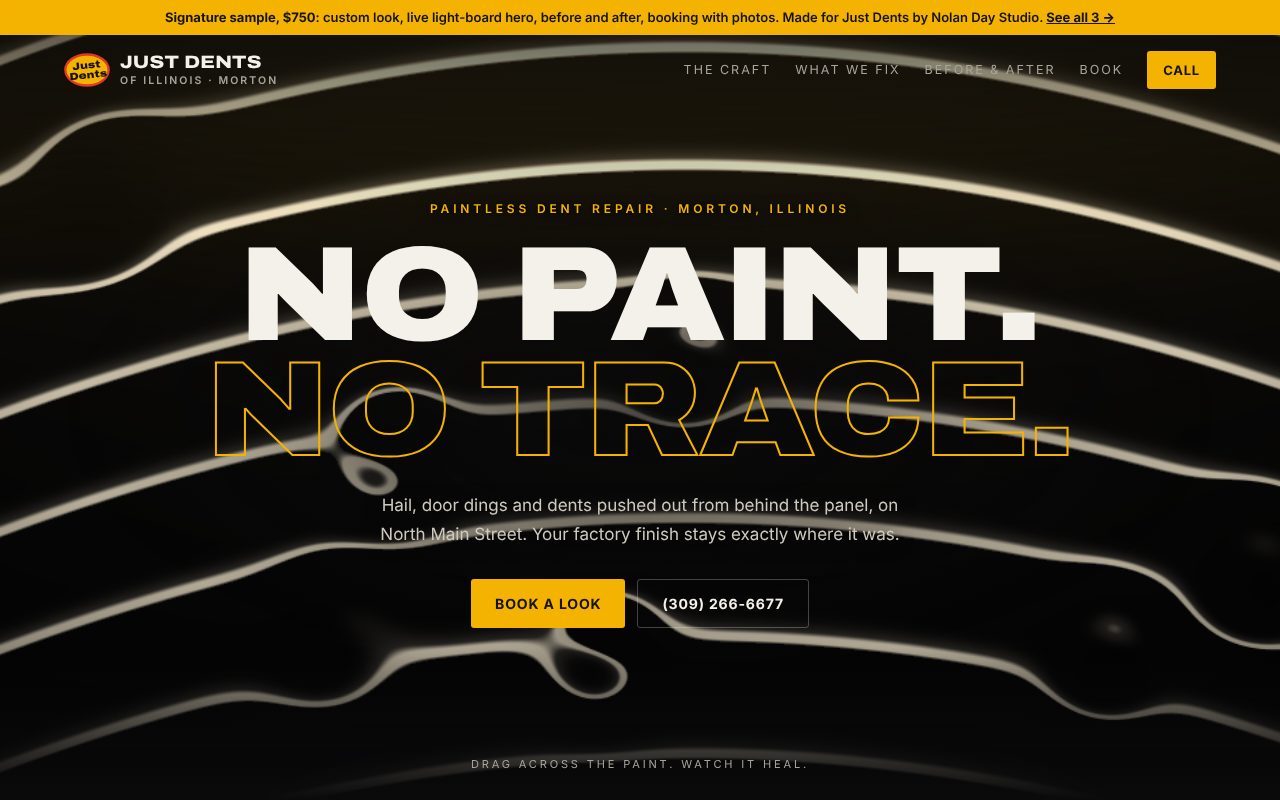 Signature sample, $750: custom look, live light-board hero, before and after, booking with photos. Made for Just Dents by Nolan Day Studio. See all 3 →
Just
Dents
JUST DENTS
OF ILLINOIS · MORTON
THE CRAFT
WHAT WE FIX
BEFORE & AFTER
BOOK
CALL
PAINTLESS DENT REPAIR · MORTON, ILLINOIS
NO PAINT.
NO TRACE.
Hail, door dings and dents pushed out from behind the panel, on
North Main Street. Your factory finish stays exactly where it was.
BOOK A LOOK
(309) 266-6677
DRAG ACROSS THE PAINT. WATCH IT HEAL.